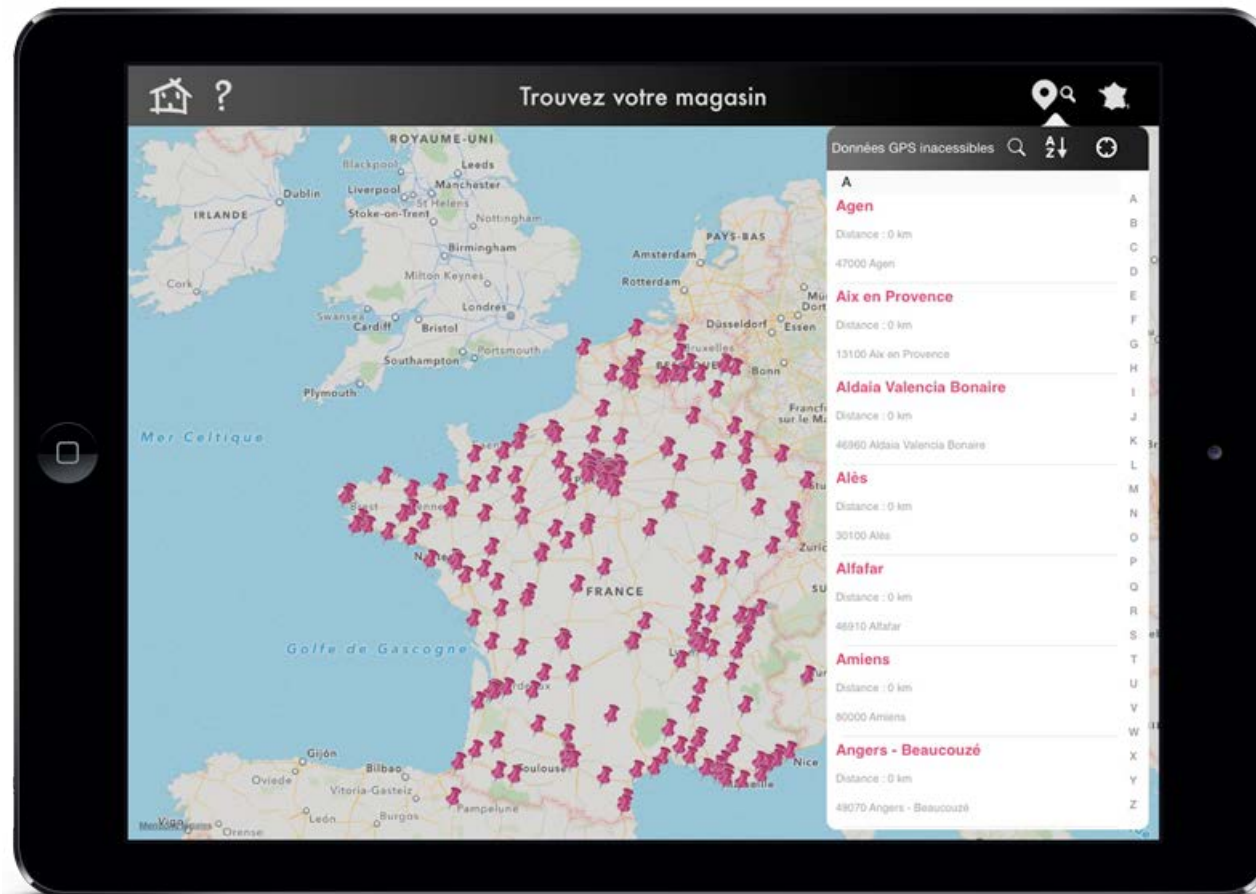 ?
Trouvez votre magasin
Données GPS inacessibles
A
Z
A
Agen
Distance : 0 km
47000 Agen
Aix en Provence
Distance : 0 km
13100 Aix en Provence
Aldaia Valencia Bonaire
Distance : 0 km
46960 Aldaia Valencia Bonaire
Alès
Distance : 0 km
30100 Alès
Alfafar
Distance : 0 km
46910 Alfafar
Amiens
Distance : 0 km
80000 Amiens
Angers - Beaucouzé
Distance : 0 km
49070 Angers - Beaucouzé
A
B
C
D
E
F
G
H
I
J
K
L
M
N
O
P
Q
R
S
T
U
V
W
X
Y
Z
ROYAUME-UNI
Blackpool
Leeds
Liverpool
Manchester
Dublin
St Helens
Stoke-on-Trent
Nottingham
IRLANDE
Birmingham
PAYS-BAS
Amsterdam
Milton Keynes
Rotterdam
Cork
Londres
Swansea
Cardiff
Bristol
Düsseldorf
Essen
Southampton
Portsmouth
Bruxelles
Bonn
Plymouth
Mer Celtique
Brest
FRANCE
Golfe de Gascogne
Toulouse
Nice
Marseille
Gijón
Bilbao
Oviedo
Vitoria-Gasteiz
Pampelune
León
Burgos
Vigo
Orense
Mentions légales